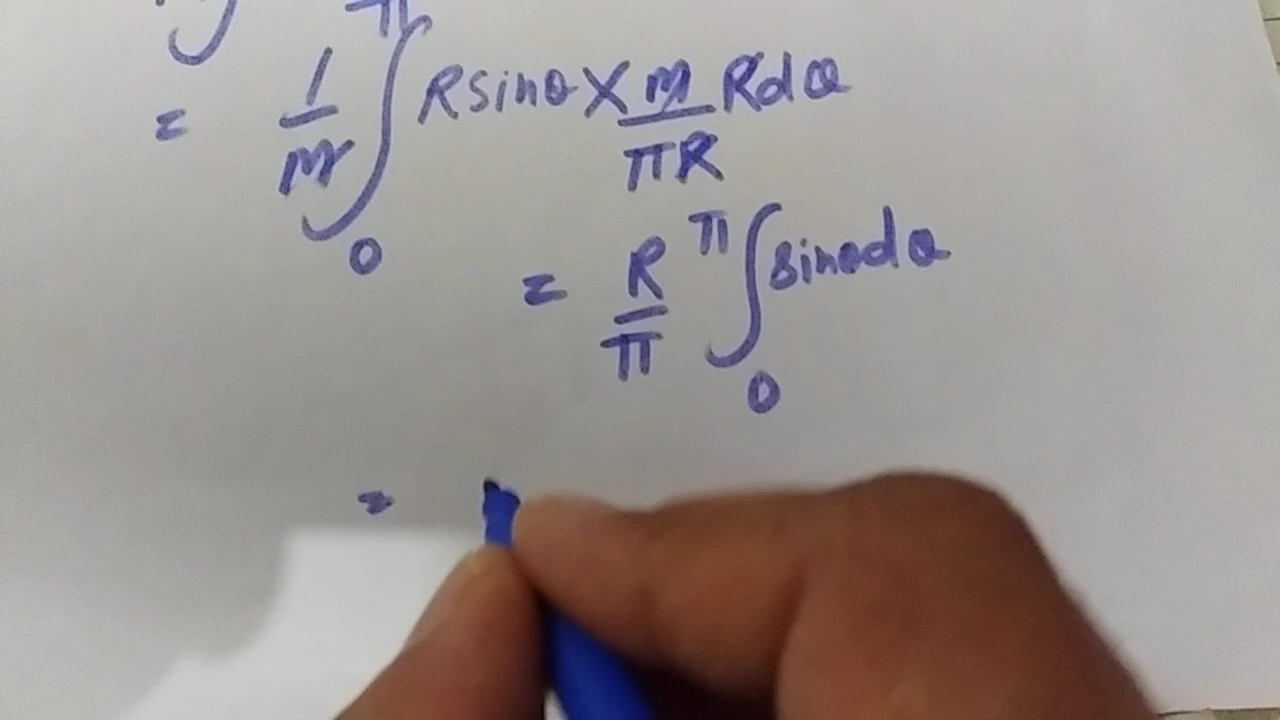 = 1/M ∫₀^π R sinθ × M/πR R dθ
= R/π ∫₀^π sinθ dθ
=